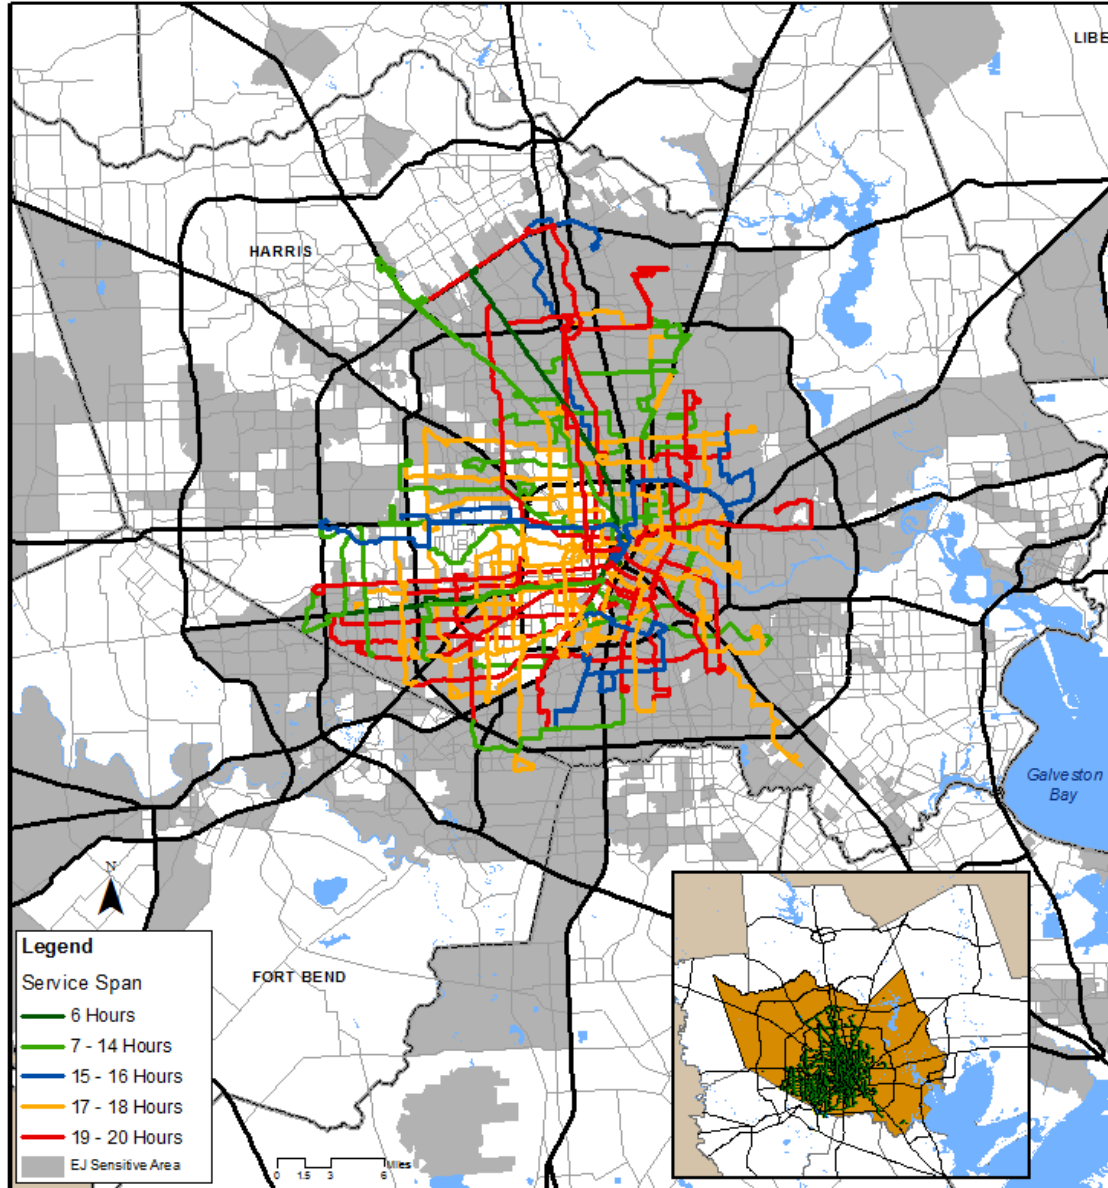 LIBE
HARRIS
Galveston
Bay
N
FORT BEND
Legend
Service Span
6 Hours
7 - 14 Hours
15 - 16 Hours
17 - 18 Hours
19 - 20 Hours
EJ Sensitive Area
Miles
0 1.5 3 6